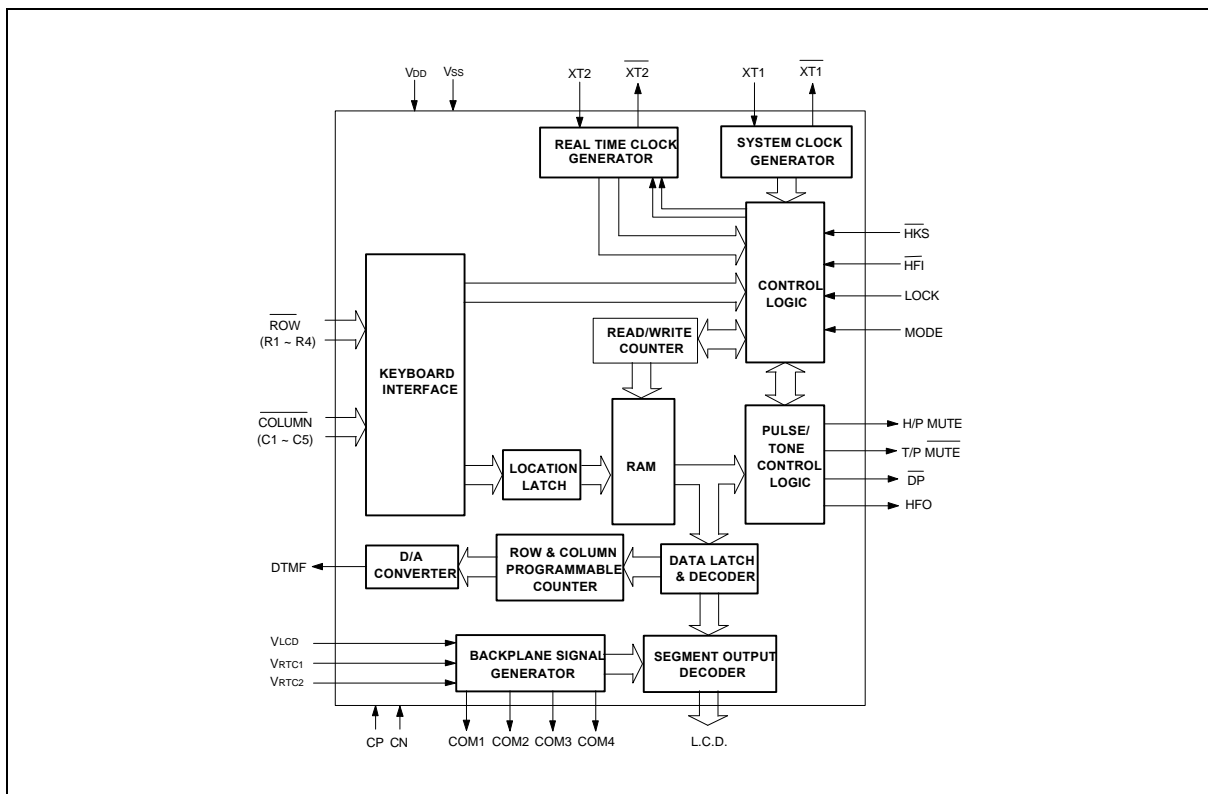 VDD
VSS
XT2
XT2
XT1
XT1
REAL TIME CLOCK
GENERATOR
SYSTEM CLOCK
GENERATOR
HKS
HFI
LOCK
MODE
CONTROL
LOGIC
ROW
(R1 ~ R4)
COLUMN
(C1 ~ C5)
KEYBOARD
INTERFACE
READ/WRITE
COUNTER
LOCATION
LATCH
RAM
PULSE/
TONE
CONTROL
LOGIC
H/P MUTE
T/P MUTE
DP
HFO
DTMF
D/A
CONVERTER
ROW & COLUMN
PROGRAMMABLE
COUNTER
DATA LATCH
& DECODER
VLCD
VRTC1
VRTC2
BACKPLANE SIGNAL
GENERATOR
SEGMENT OUTPUT
DECODER
CP
CN
COM1
COM2
COM3
COM4
L.C.D.